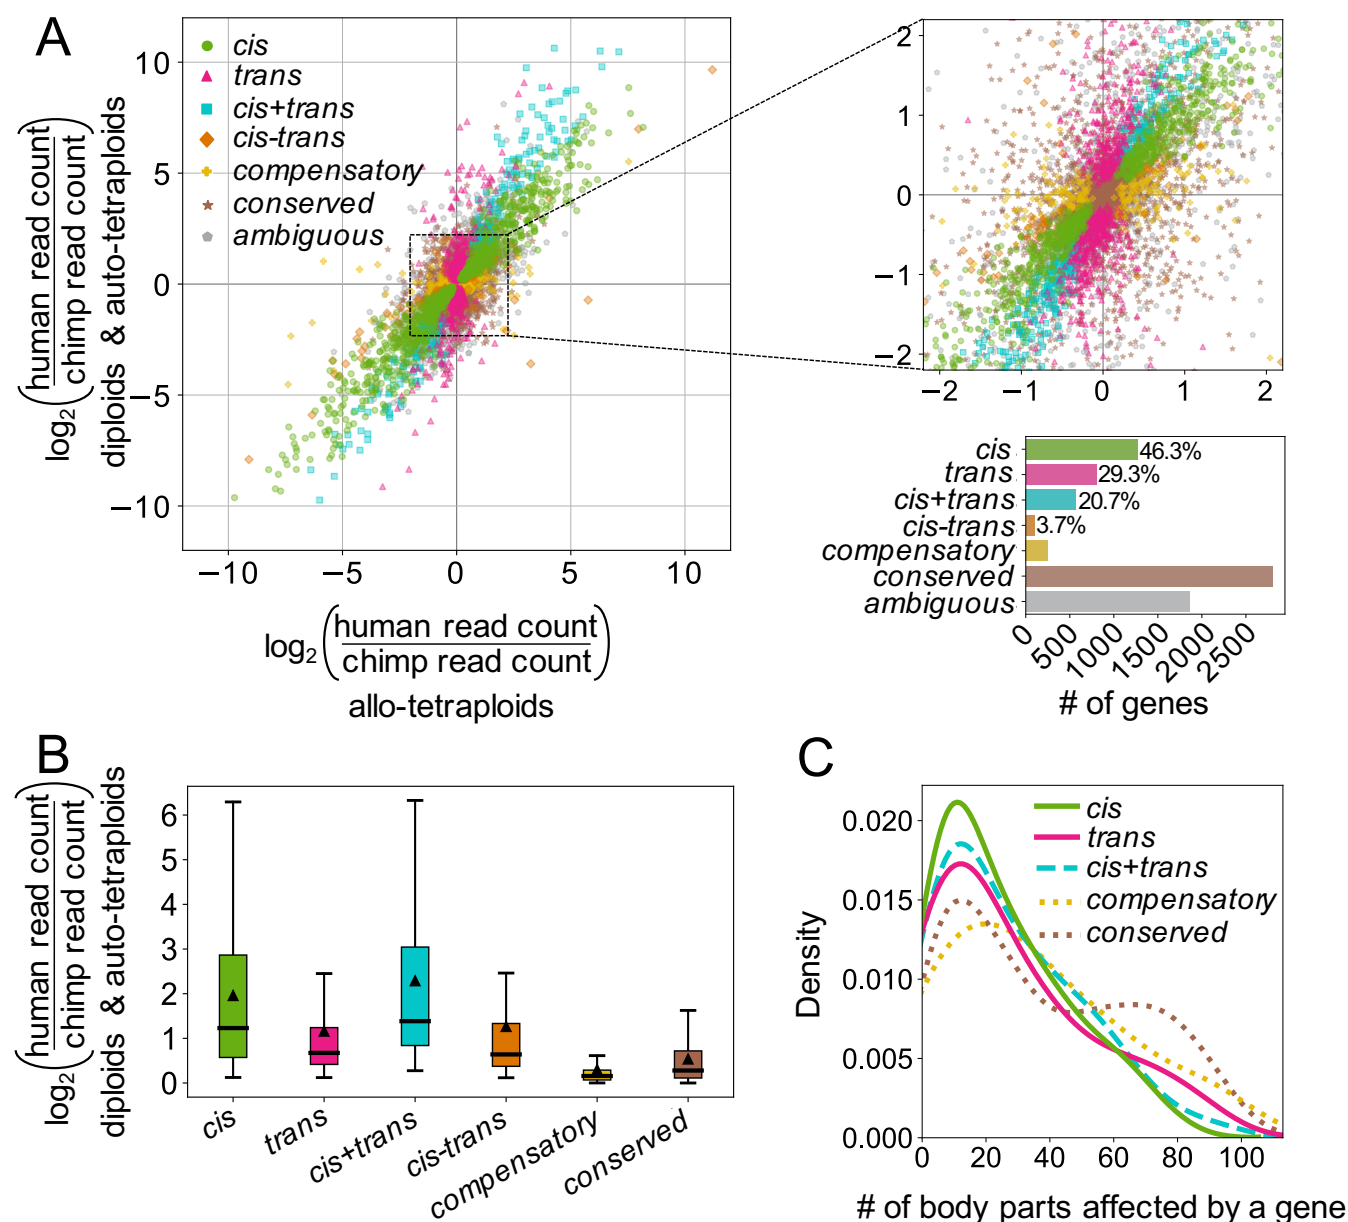 A
cis
trans
cis+trans
cis-trans
compensatory
conserved
ambiguous
log2(human read count/chimp read count)
diploids & auto-tetraploids
10
5
0
−5
−10
−10
−5
0
5
10
log2(human read count/chimp read count)
allo-tetraploids
2
1
0
−1
−2
−2
−1
0
1
2
cis 46.3%
trans 29.3%
cis+trans 20.7%
cis-trans 3.7%
compensatory
conserved
ambiguous
0
500
1000
1500
2000
2500
# of genes
B
log2(human read count/chimp read count)
diploids & auto-tetraploids
6
5
4
3
2
1
0
cis
trans
cis+trans
cis-trans
compensatory
conserved
C
Density
0.020
0.015
0.010
0.005
0.000
cis
trans
cis+trans
compensatory
conserved
0
20
40
60
80
100
# of body parts affected by a gene